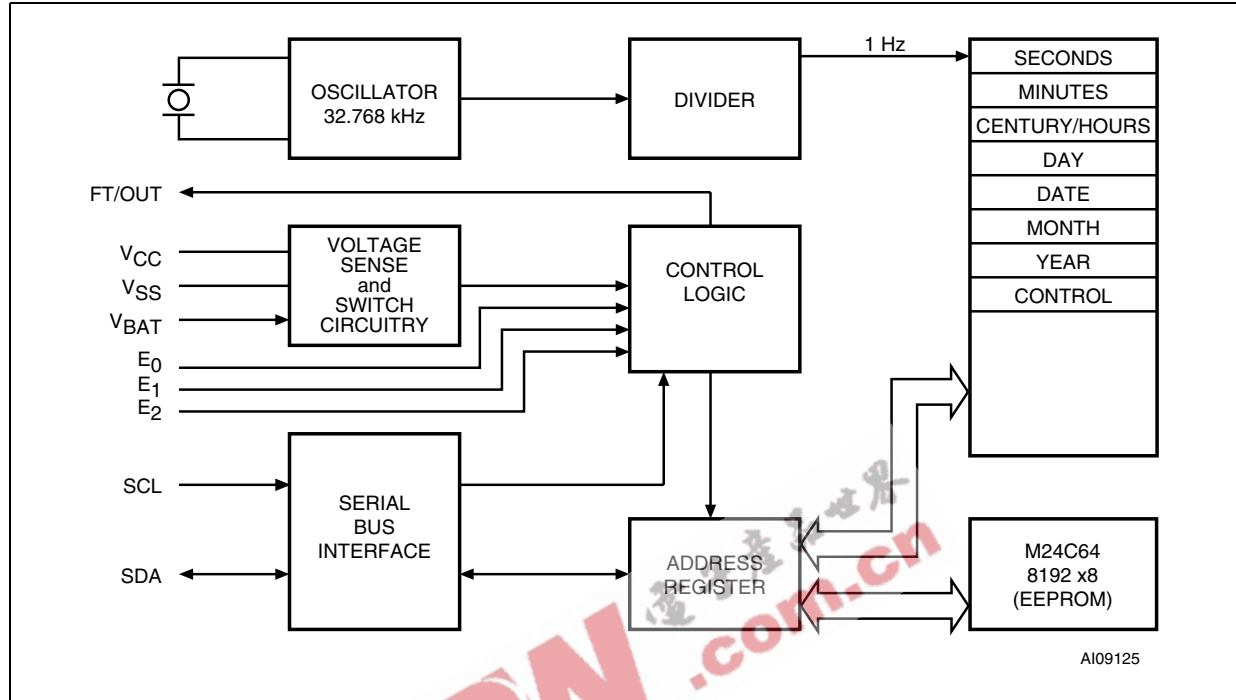 1 Hz
OSCILLATOR
32.768 kHz
DIVIDER
SECONDS
MINUTES
CENTURY/HOURS
DAY
DATE
MONTH
YEAR
CONTROL
FT/OUT
VCC
VSS
VBAT
E0
E1
E2
VOLTAGE
SENSE
and
SWITCH
CIRCUITRY
CONTROL
LOGIC
SCL
SDA
SERIAL
BUS
INTERFACE
ADDRESS
REGISTER
M24C64
8192 x8
(EEPROM)
.com.cn
AI09125